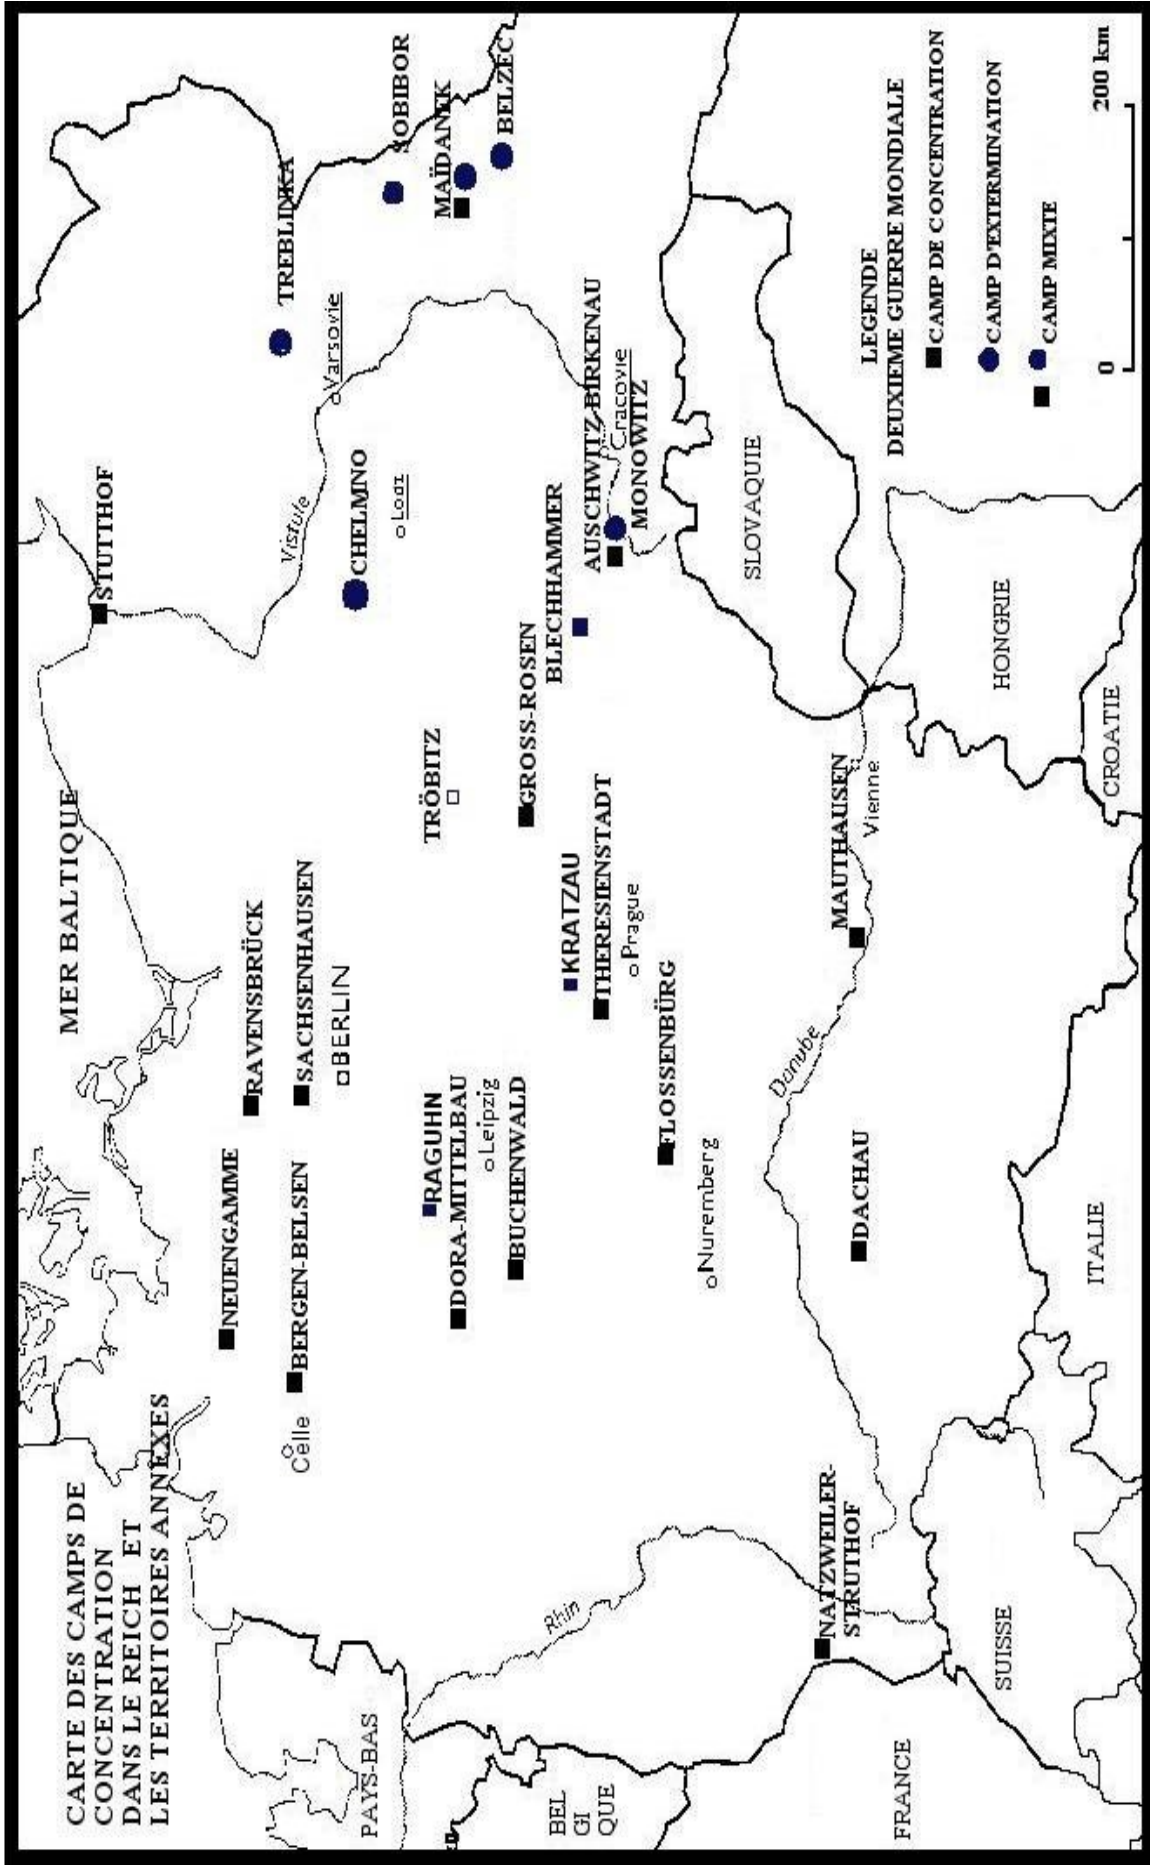 CARTE DES CAMPS DE
CONCENTRATION
DANS LE REICH ET
LES TERRITOIRES ANNEXES
MER BALTIQUE
STUTTHOF
NEUENGAMME
RAVENSBRÜCK
TREBLINKA
Celle
BERGEN-BELSEN
SACHSENHAUSEN
Vistule
BERLIN
Varsovie
CHELMNO
PAYS-BAS
Lodz
SOBIBOR
RAGUHN
TRÖBITZ
MAÏDANEK
DORA-MITTELBAU
Leipzig
BELZEC
BUCHENWALD
GROSS-ROSEN
BLECHHAMMER
BEL
GI
QUE
Rhin
KRATZAU
THERESIENSTADT
AUSCHWITZ-BIRKENAU
Cracovie
MONOWITZ
Prague
FLOSSENBÜRG
Nuremberg
SLOVAQUIE
Danube
NATZWEILER-
STRUTHOF
DACHAU
MAUTHAUSEN
Vienne
FRANCE
SUISSE
ITALIE
HONGRIE
CROATIE
LEGENDE
DEUXIEME GUERRE MONDIALE
CAMP DE CONCENTRATION
CAMP D'EXTERMINATION
CAMP MIXTE
0 200 km